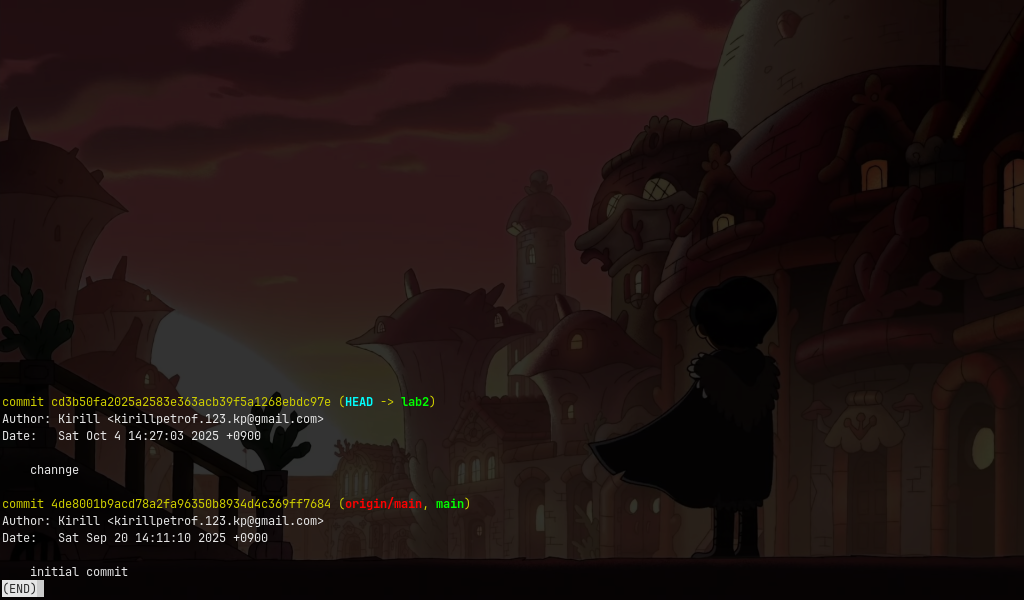 commit cd3b50fa2025a2583e363acb39f5a1268ebdc97e (HEAD -> lab2)
Author: Kirill <kirillpetrof.123.kp@gmail.com>
Date:   Sat Oct 4 14:27:03 2025 +0900
channge
commit 4de8001b9acd78a2fa96350b8934d4c369ff7684 (origin/main, main)
Author: Kirill <kirillpetrof.123.kp@gmail.com>
Date:   Sat Sep 20 14:11:10 2025 +0900
initial commit
(END)